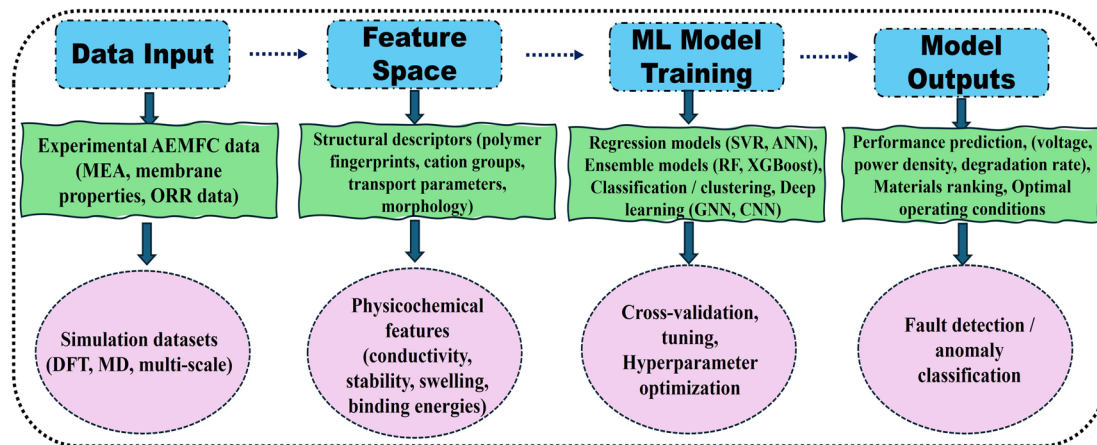 Data Input
Feature
Space
ML Model
Training
Model
Outputs
Experimental AEMFC data
(MEA, membrane
properties, ORR data)
Structural descriptors (polymer
fingerprints, cation groups,
transport parameters,
morphology)
Regression models (SVR, ANN),
Ensemble models (RF, XGBoost),
Classification / clustering, Deep
learning (GNN, CNN)
Performance prediction, (voltage,
power density, degradation rate),
Materials ranking, Optimal
operating conditions
Simulation datasets
(DFT, MD, multi-scale)
Physicochemical
features
(conductivity,
stability, swelling,
binding energies)
Cross-validation,
tuning,
Hyperparameter
optimization
Fault detection /
anomaly
classification